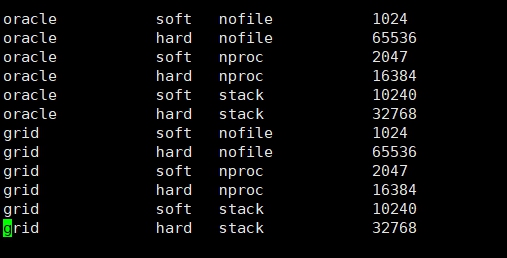 oracle soft nofile 1024
oracle hard nofile 65536
oracle soft nproc 2047
oracle hard nproc 16384
oracle soft stack 10240
oracle hard stack 32768
grid soft nofile 1024
grid hard nofile 65536
grid soft nproc 2047
grid hard nproc 16384
grid soft stack 10240
grid hard stack 32768